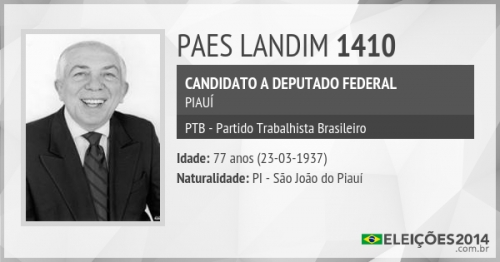 PAES LANDIM 1410
CANDIDATO A DEPUTADO FEDERAL
PIAUÍ
PTB - Partido Trabalhista Brasileiro
Idade: 77 anos (23-03-1937)
Naturalidade: PI - São João do Piauí
ELEIÇÕES2014
.com.br